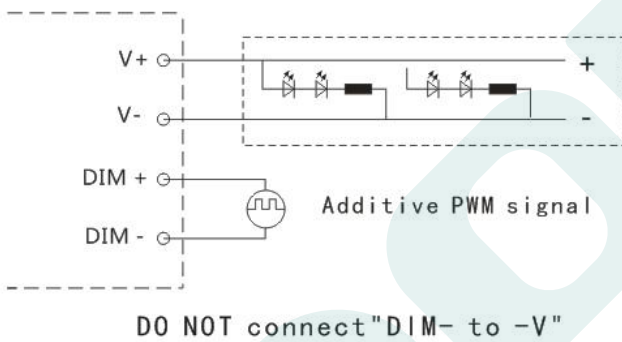 V+
+
V-
-
DIM +
Additive PWM signal
DIM -
DO NOT connect"DIM- to -V"